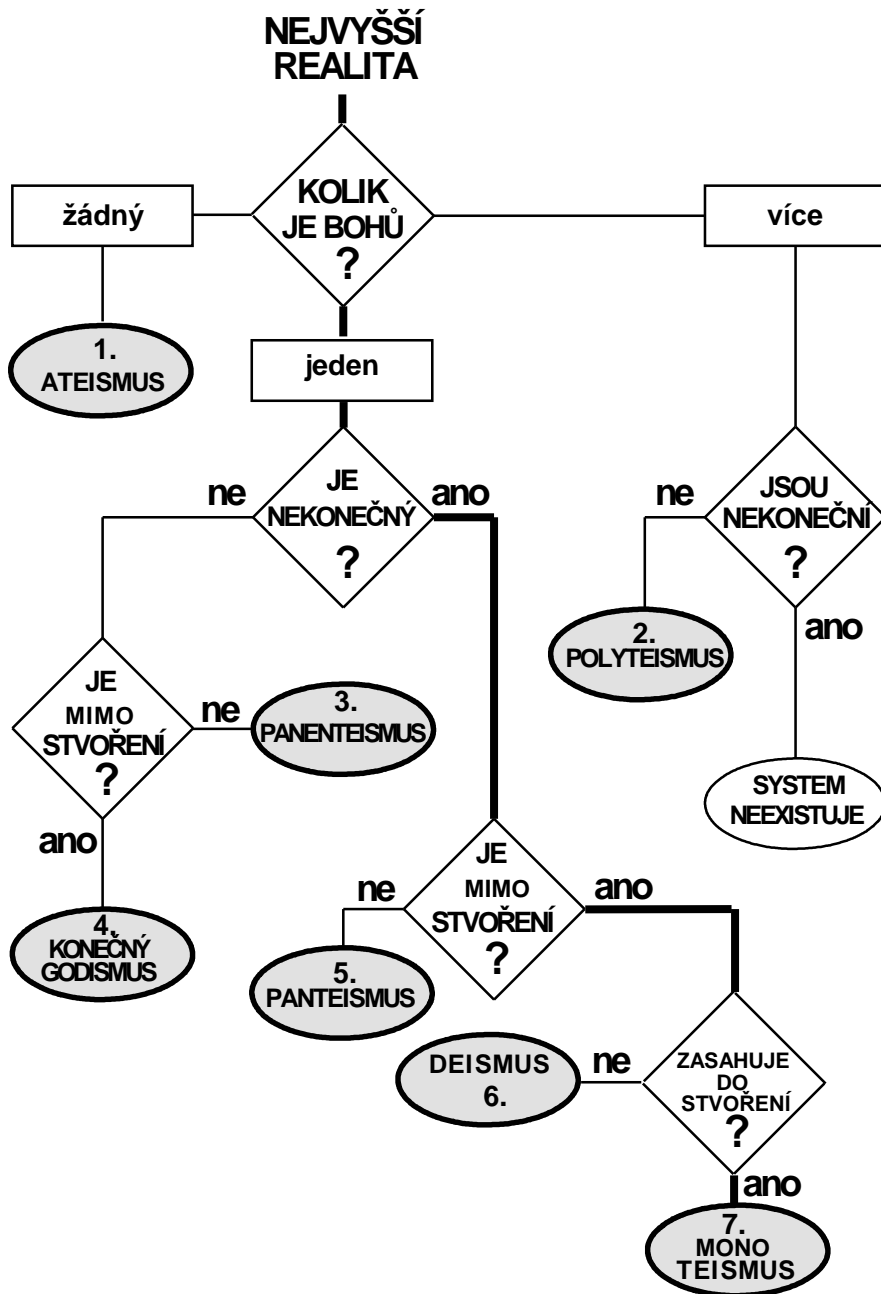 NEJVYŠŠÍ
REALITA
KOLIK
JE BOHŮ
?
žádný
více
1.
ATEISMUS
jeden
JE
NEKONEČNÝ
?
ne
ano
JSOU
NEKONEČNÍ
?
ne
ano
2.
POLYTEISMUS
SYSTEM
NEEXISTUJE
JE
MIMO
STVOŘENÍ
?
ne
ano
3.
PANENTEISMUS
4.
KONEČNÝ
GODISMUS
JE
MIMO
STVOŘENÍ
?
ne
ano
5.
PANTEISMUS
ZASAHUJE
DO
STVOŘENÍ
?
ne
ano
DEISMUS
6.
7.
MONO
TEISMUS